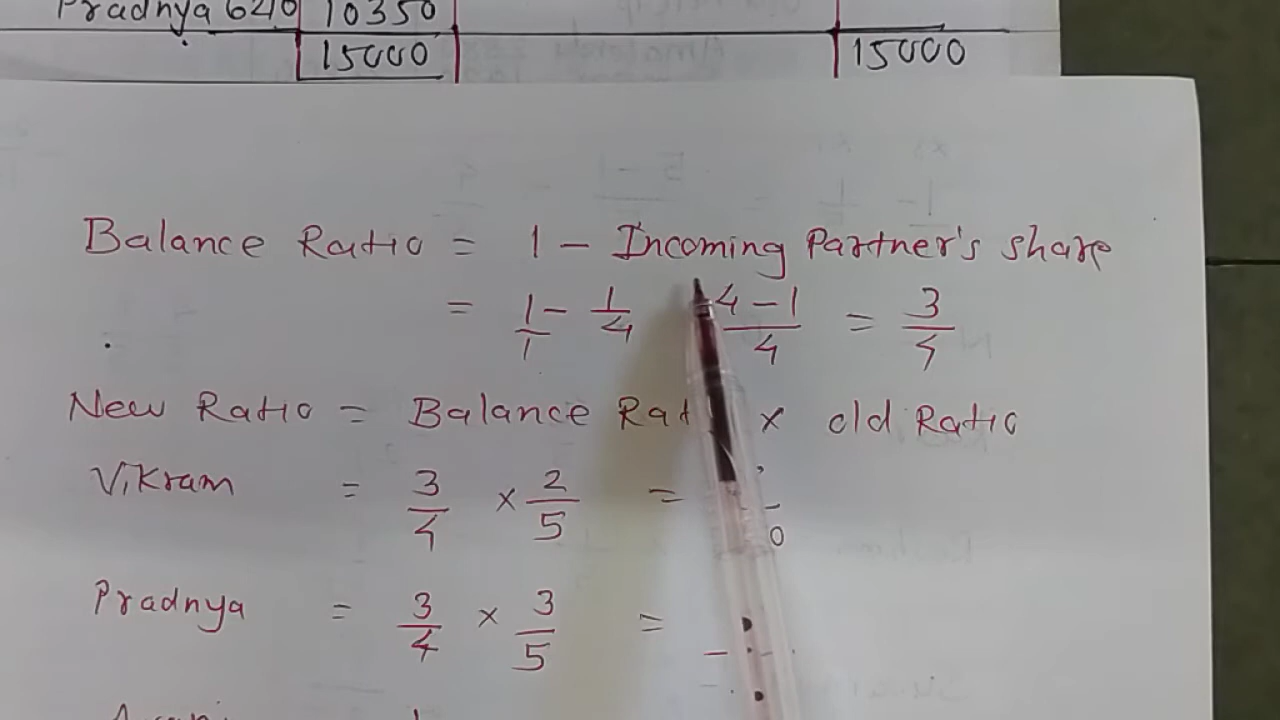 Pradnya 6210 10350
15000 15000
Balance Ratio = 1 - Incoming Partner's share
= 1/1 - 1/4 4-1/4 = 3/4
New Ratio = Balance Rat × old Ratio
Vikram = 3/4 × 2/5 =
Pradnya = 3/4 × 3/5 =